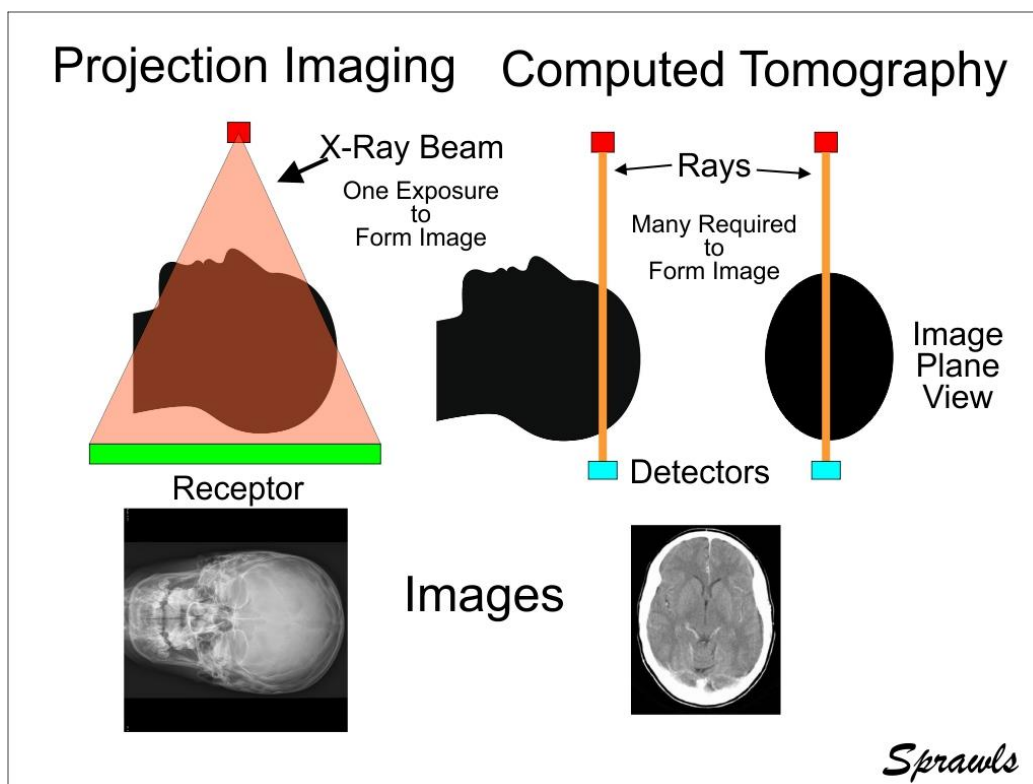 Projection Imaging
Computed Tomography
X-Ray Beam
One Exposure
to
Form Image
Rays
Many Required
to
Form Image
Image
Plane
View
Receptor
Detectors
Images
Sprawls